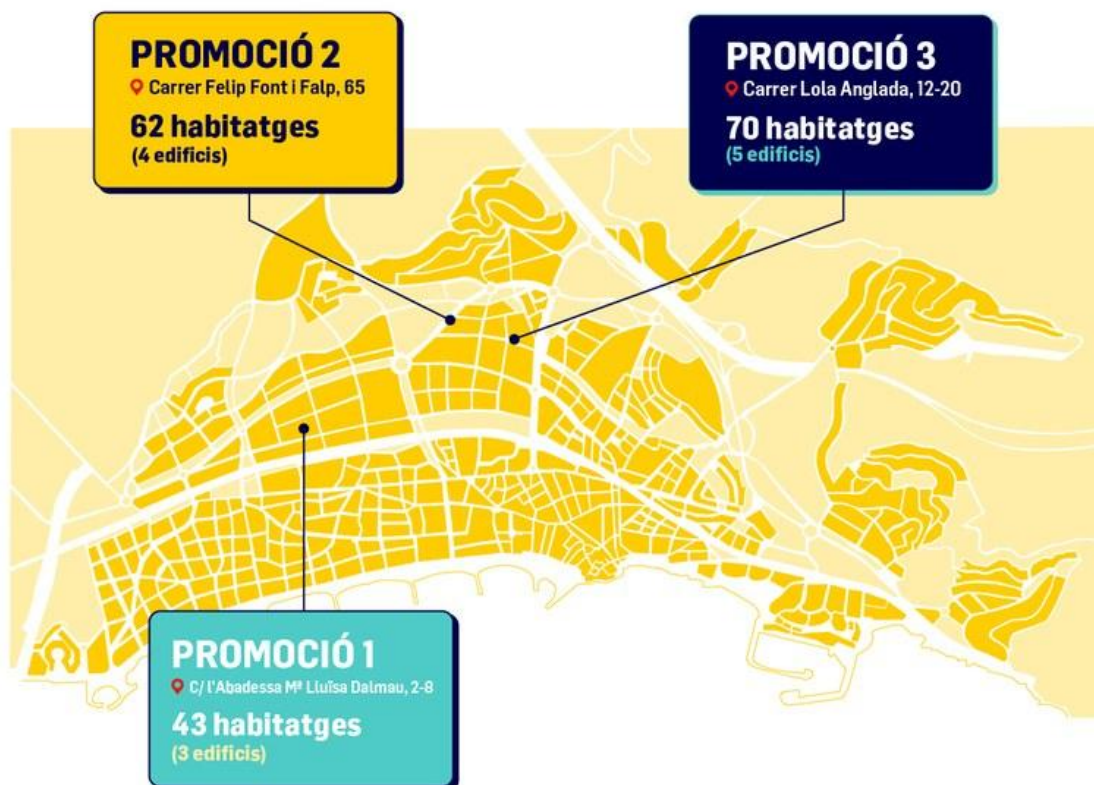 PROMOCIÓ 2
Carrer Felip Font i Falp, 65
62 habitatges
(4 edificis)
PROMOCIÓ 3
Carrer Lola Anglada, 12-20
70 habitatges
(5 edificis)
PROMOCIÓ 1
C/ l'Abadessa Mª Lluïsa Dalmau, 2-8
43 habitatges
(3 edificis)